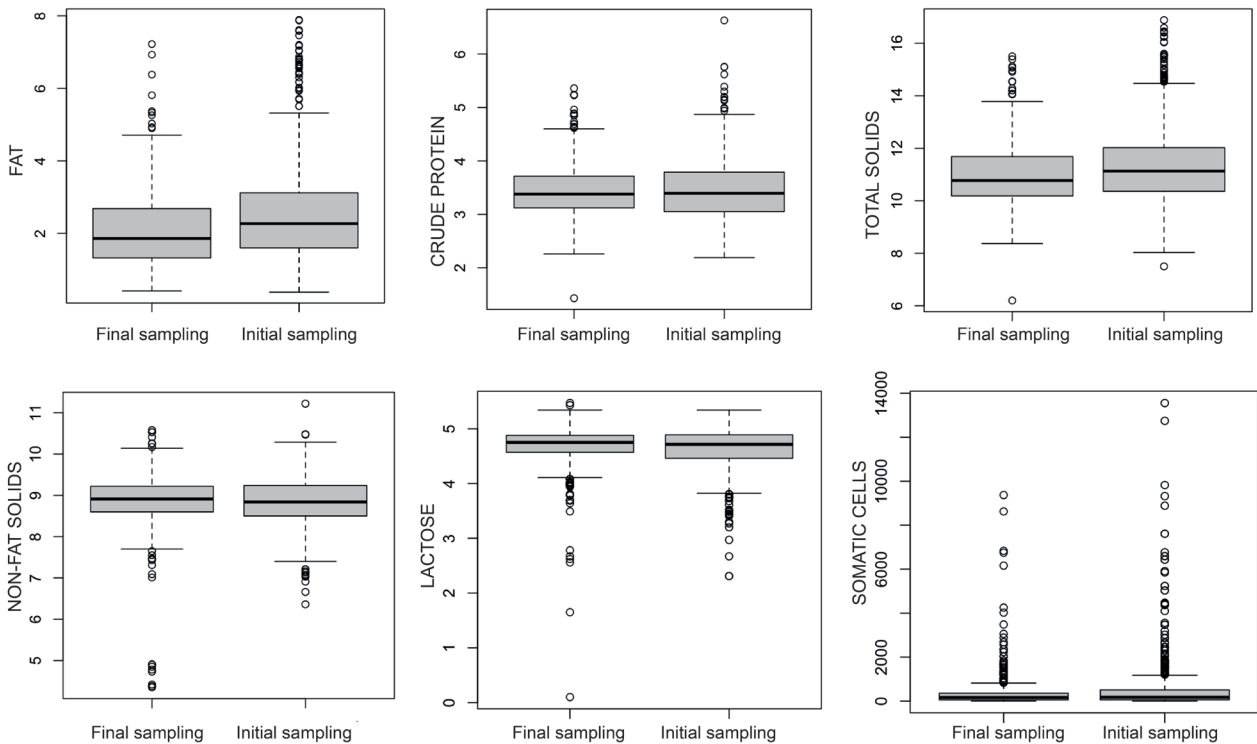 FAT
8
6
4
2
Final sampling Initial sampling
CRUDE PROTEIN
6
5
4
3
2
Final sampling Initial sampling
TOTAL SOLIDS
16
14
12
10
8
6
Final sampling Initial sampling
NON-FAT SOLIDS
11
10
9
8
7
6
5
Final sampling Initial sampling
LACTOSE
5
4
3
2
1
0
Final sampling Initial sampling
SOMATIC CELLS
14000
10000
6000
2000
0
Final sampling Initial sampling